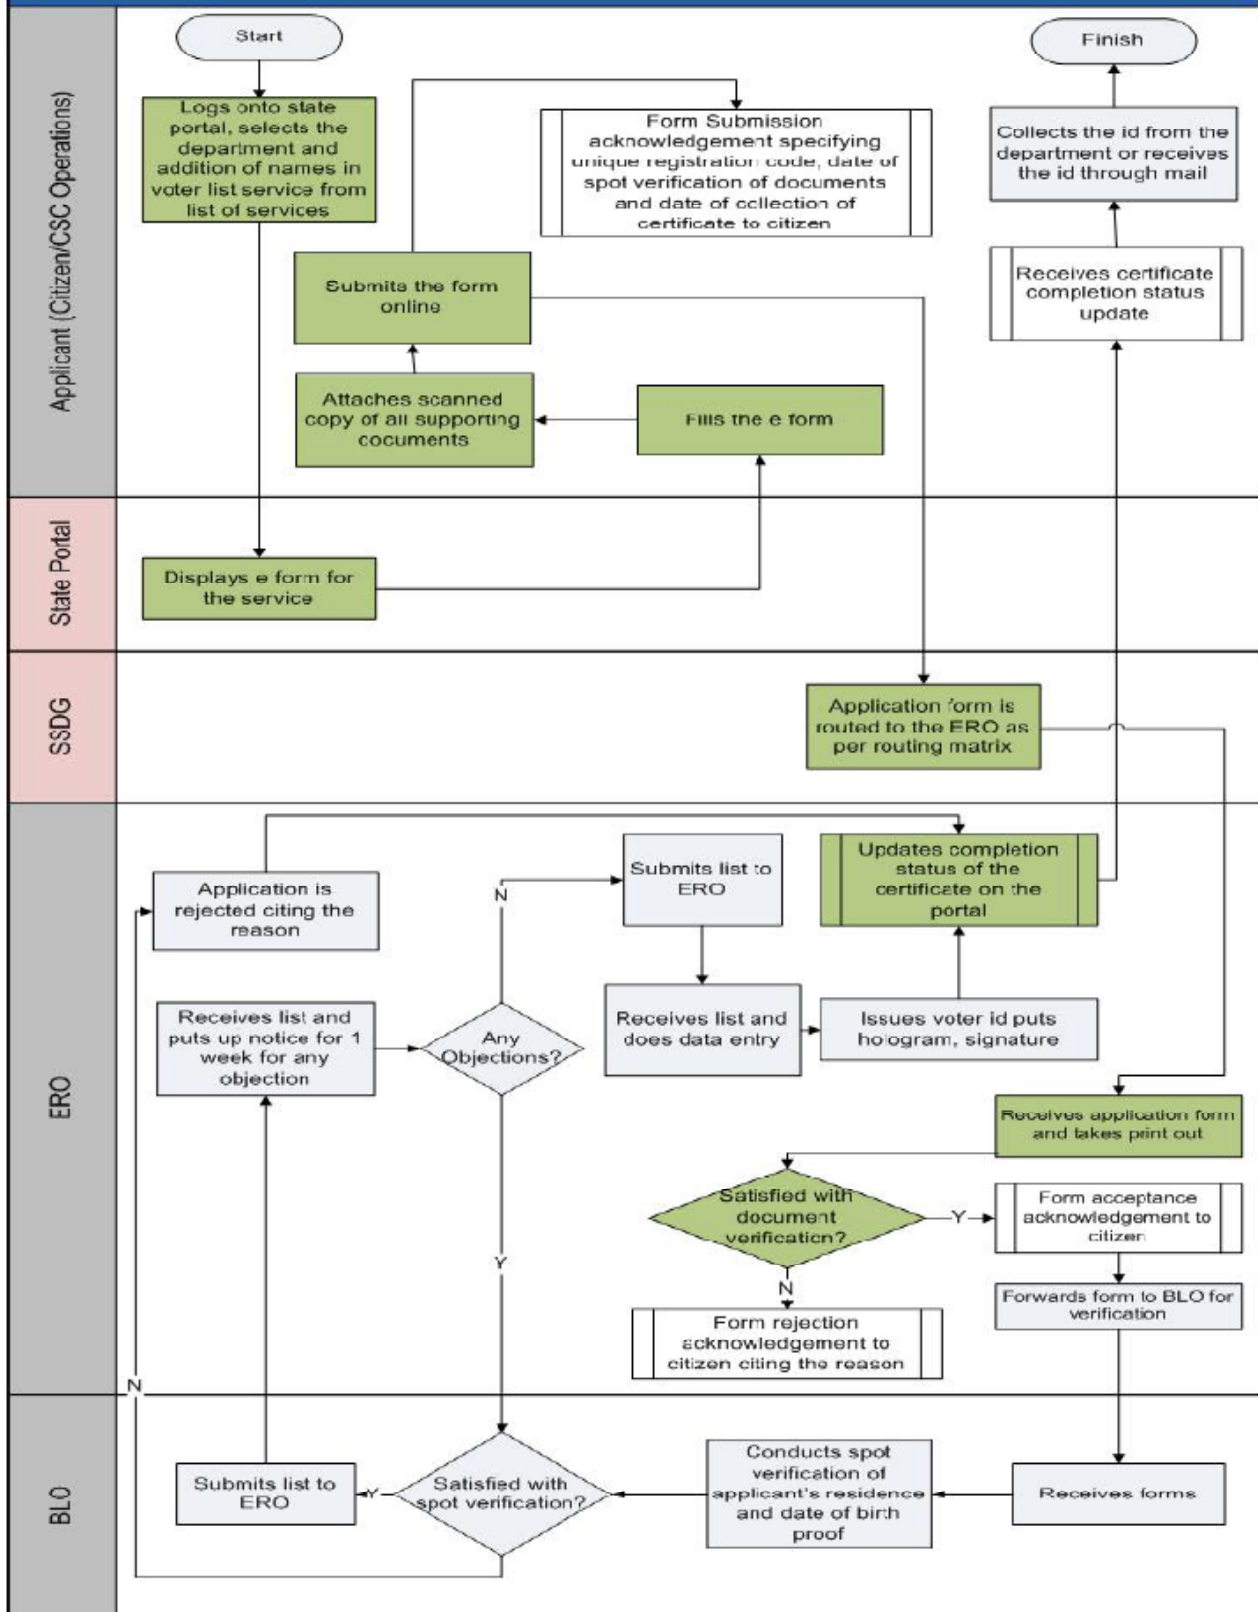 Applicant (Citizen/CSC Operations)
Start
Logs onto state
portal, selects the
department and
addition of names in
voter list service from
list of services
Form Submission
acknowledgement specifying
unique registration code, date of
spot verification of documents
and date of collection of
certificate to citizen
Finish
Collects the id from the
department or receives
the id through mail
Receives certificate
completion status
update
Submits the form
online
Attaches scanned
copy of all supporting
documents
Fills the e form
State Portal
Displays e form for
the service
SSDG
Application form is
routed to the ERO as
per routing matrix
ERO
Application is
rejected citing the
reason
N
Submits list to
ERO
Updates completion
status of the
certificate on the
portal
Receives list and
puts up notice for 1
week for any
objection
Any
Objections?
Receives list and
does data entry
Issues voter id puts
hologram, signature
Receives application form
and takes print out
Satisfied with
document
verification?
Y
Form acceptance
acknowledgement to
citizen
Y
N
Forwards form to BLO for
verification
Form rejection
acknowledgement to
citizen citing the reason
N
BLO
Submits list to
ERO
Y
Satisfied with
spot verification?
Conducts spot
verification of
applicant's residence
and date of birth
proof
Receives forms